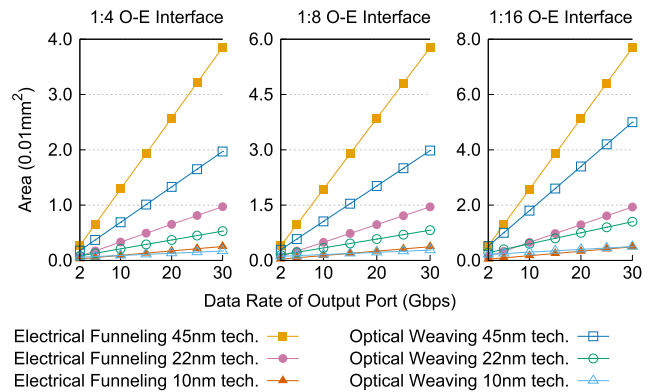 1:4 O-E Interface
1:8 O-E Interface
1:16 O-E Interface
Area (0.01mm²)
4.0
3.0
2.0
1.0
0.0
2
10
20
30
6.0
4.5
3.0
1.5
0.0
2
10
20
30
8.0
6.0
4.0
2.0
0.0
2
10
20
30
Data Rate of Output Port (Gbps)
Electrical Funneling 45nm tech.
Electrical Funneling 22nm tech.
Electrical Funneling 10nm tech.
Optical Weaving 45nm tech.
Optical Weaving 22nm tech.
Optical Weaving 10nm tech.